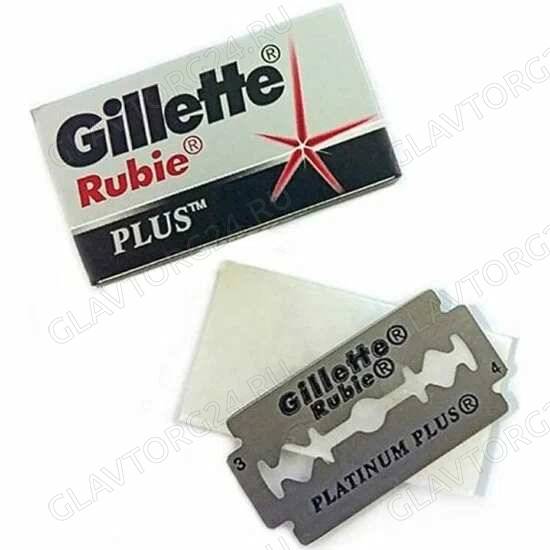 Gillette®
Rubie®
PLUS™
Gillette®
Rubie®
3
4
PLATINUM PLUS®
GLAVTORG24.RU